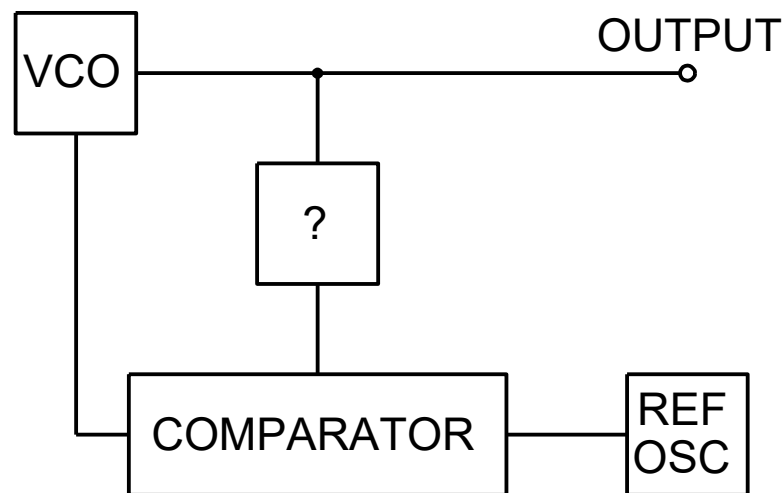 OUTPUT
VCO
?
COMPARATOR
REF
OSC